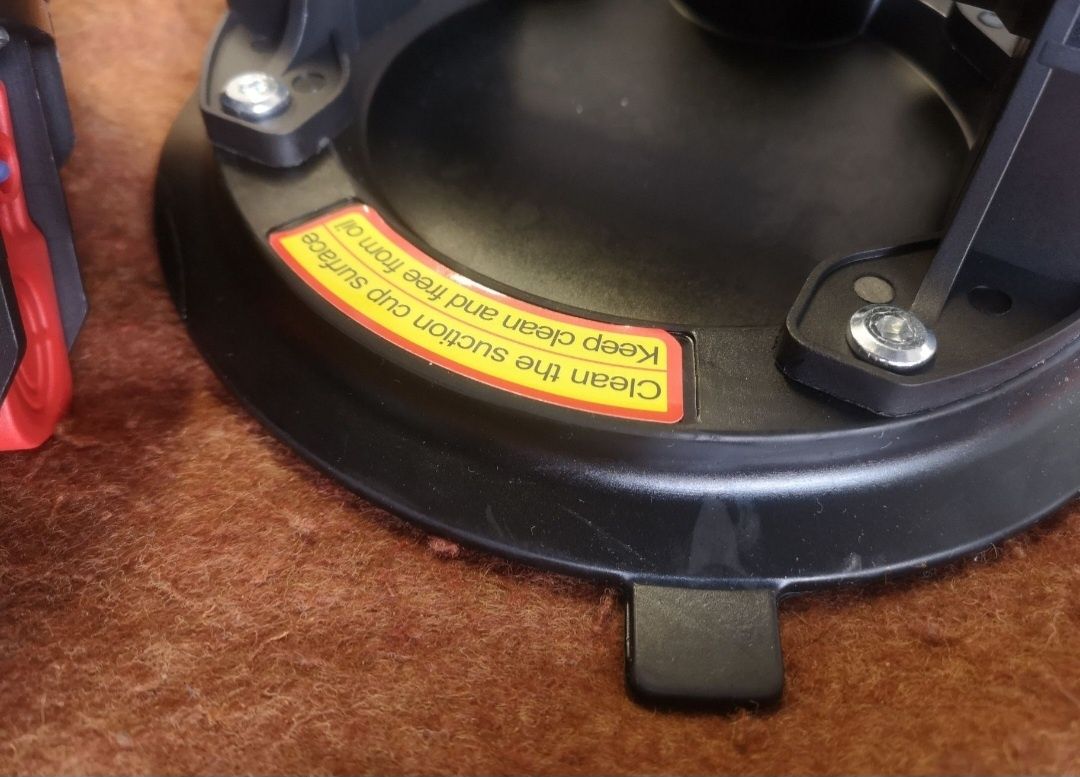 Clean the suction cup surface
Keep clean and free from oil